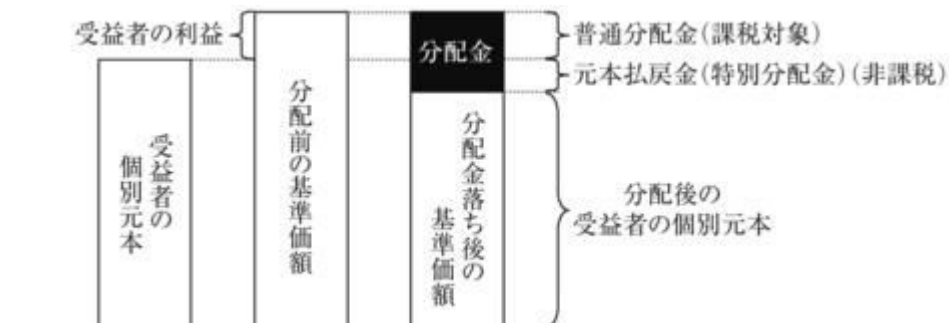 受益者の利益
分配金
普通分配金(課税対象)
元本払戻金(特別分配金)(非課税)
受益者の
個別元本
分配前の基準価額
分配金落ち後の
基準価額
分配後の
受益者の個別元本